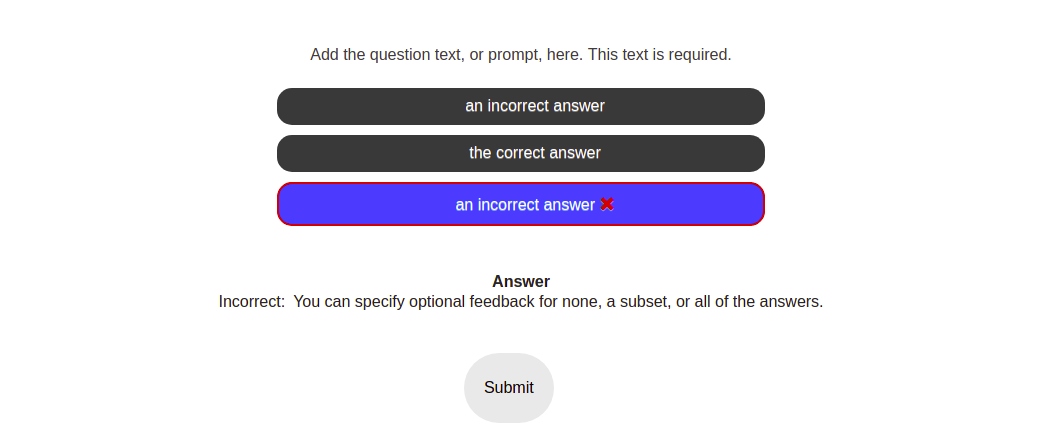 Add the question text, or prompt, here. This text is required.
an incorrect answer
the correct answer
an incorrect answer ✖
Answer
Incorrect:  You can specify optional feedback for none, a subset, or all of the answers.
Submit